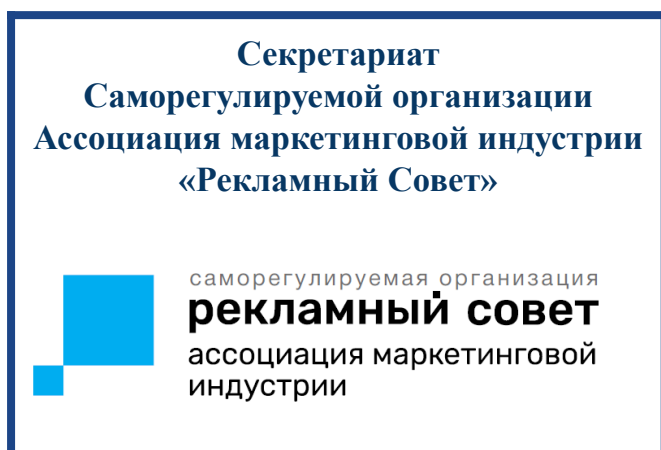 Секретариат
Саморегулируемой организации
Ассоциация маркетинговой индустрии
«Рекламный Совет»
саморегулируемая организация
рекламный совет
ассоциация маркетинговой
индустрии